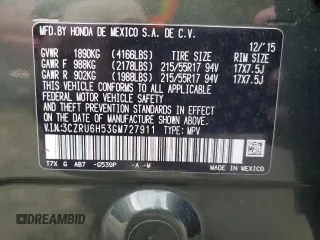 MFD.BY HONDA DE MEXICO S.A. DE C.V.
12/'15
GVWR 1890KG (4166LBS) TIRE SIZE RIM SIZE
GAWR F 988KG (2178LBS) 215/55R17 94V 17X7.5J
GAWR R 902KG (1988LBS) 215/55R17 94V 17X7.5J
THIS VEHICLE CONFORMS TO ALL APPLICABLE FEDERAL
MOTOR VEHICLE SAFETY AND THEFT PREVENTION
STANDARDS IN EFFECT ON THE DATE OF
MANUFACTURE SHOWN ABOVE.
V.I.N:3CZRU6H53GM727911 TYPE: MPV
T7X G AB7 -G539P -A -M
MADE IN MEXICO
DREAMBID